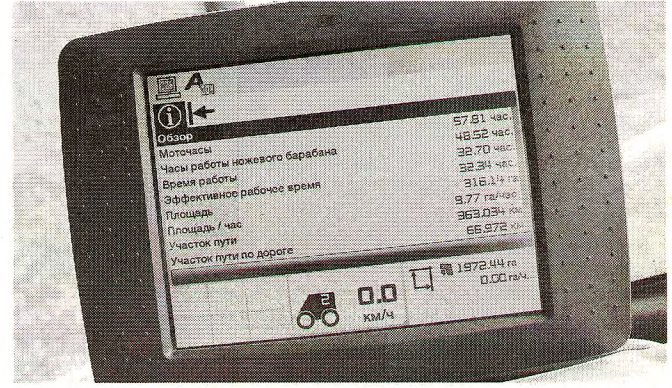 A
Обзор
Моточасы 57.81 час.
Часы работы ножевого барабана 48.52 час.
Время работы 32.70 час.
Эффективное рабочее время 32.34 час.
Площадь 316.14 га
Площадь / час 9.77 га/час
Участок пути 363.034 км
Участок пути по дороге 66.972 км
2 0.0 1972.44 га
км/ч 0.00 га/ч.